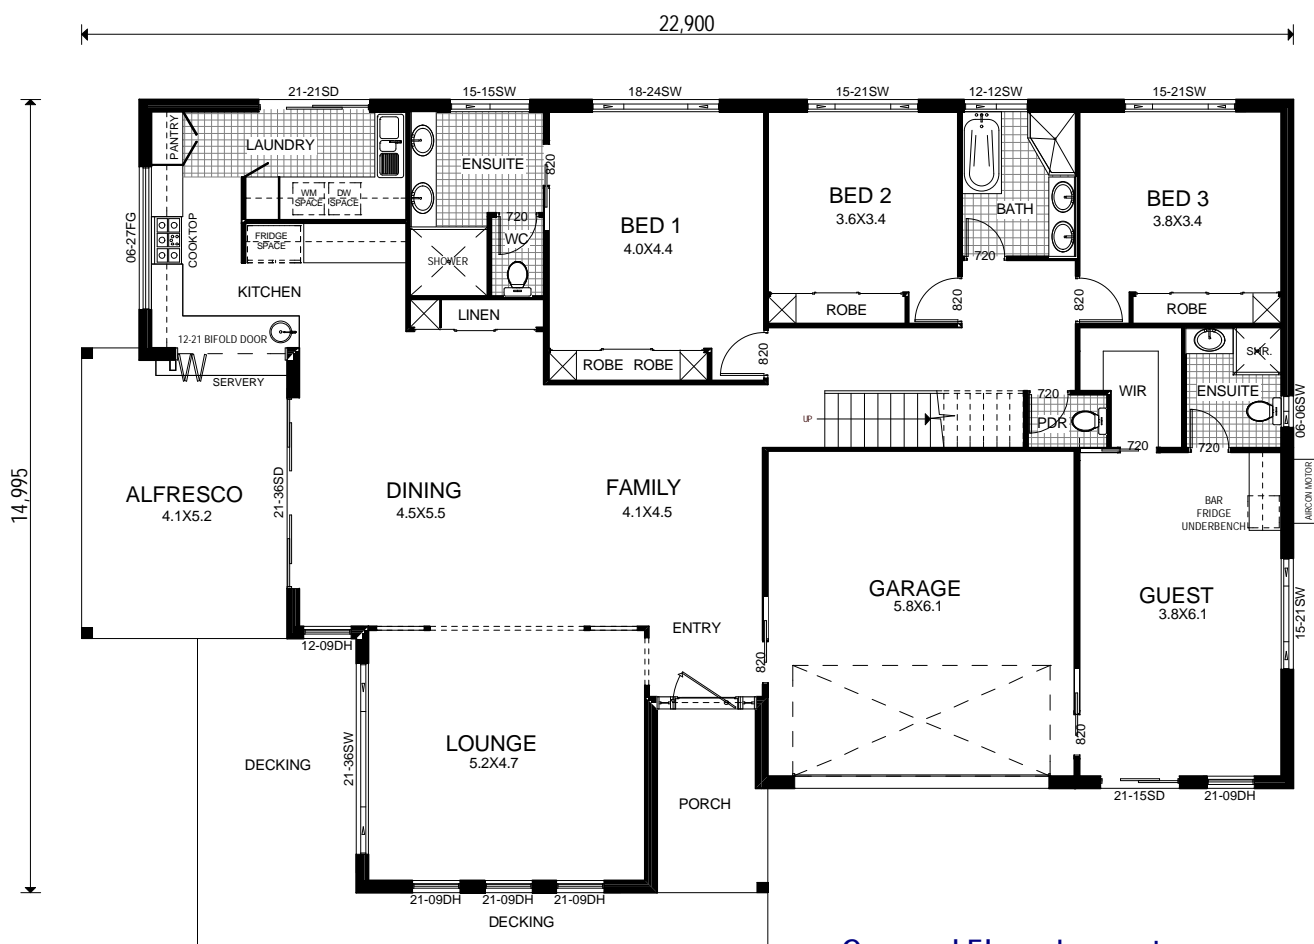 22,900
21-21SD
15-15SW
18-24SW
15-21SW
12-12SW
15-21SW
PANTRY
LAUNDRY
ENSUITE
820
WM
SPACE
DW
SPACE
BED 1
4.0X4.4
BED 2
3.6X3.4
BATH
BED 3
3.8X3.4
06-27FG
COOKTOP
FRIDGE
SPACE
720
WC
SHOWER
720
KITCHEN
LINEN
820
820
ROBE
ROBE
12-21 BIFOLD DOOR
SERVERY
ROBE ROBE
820
SHR.
WIR
ENSUITE
06-06SW
UP
720
PDR
720
720
14,995
ALFRESCO
4.1X5.2
21-36SD
DINING
4.5X5.5
FAMILY
4.1X4.5
BAR
FRIDGE
UNDERBENCH
AIRCON MOTOR
GARAGE
5.8X6.1
GUEST
3.8X6.1
15-21SW
ENTRY
12-09DH
820
820
DECKING
21-36SW
LOUNGE
5.2X4.7
PORCH
21-15SD
21-09DH
21-09DH
21-09DH
21-09DH
DECKING